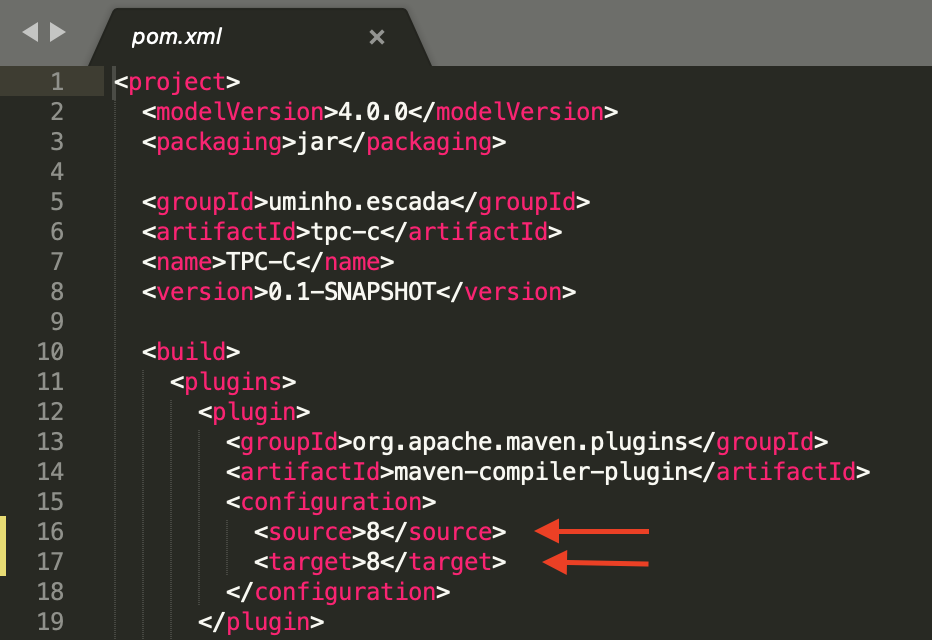 pom.xml ×
1 <project>
2 <modelVersion>4.0.0</modelVersion>
3 <packaging>jar</packaging>
4
5 <groupId>uminho.escada</groupId>
6 <artifactId>tpc-c</artifactId>
7 <name>TPC-C</name>
8 <version>0.1-SNAPSHOT</version>
9
10 <build>
11 <plugins>
12 <plugin>
13 <groupId>org.apache.maven.plugins</groupId>
14 <artifactId>maven-compiler-plugin</artifactId>
15 <configuration>
16 <source>8</source>
17 <target>8</target>
18 </configuration>
19 </plugin>